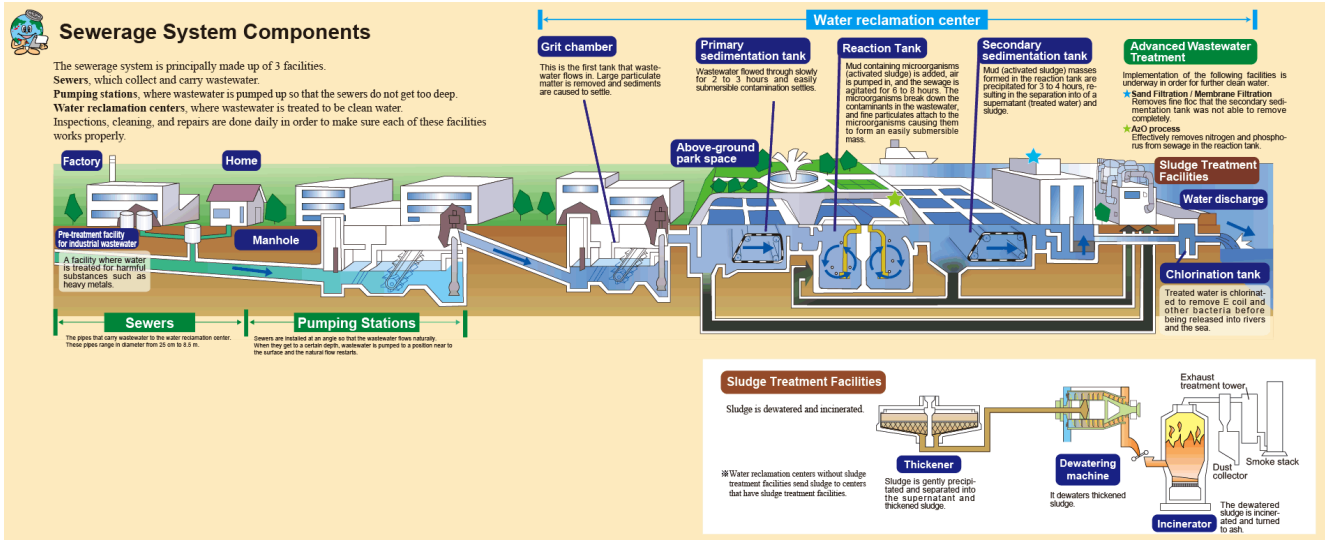 Sewerage System Components
The sewerage system is principally made up of 3 facilities.
Sewers, which collect and carry wastewater.
Pumping stations, where wastewater is pumped up so that the sewers do not get too deep.
Water reclamation centers, where wastewater is treated to be clean water.
Inspections, cleaning, and repairs are done daily in order to make sure each of these facilities
works properly.
Water reclamation center
Grit chamber
This is the first tank that waste-
water flows in. Large particulate
matter is removed and sediments
are caused to settle.
Primary
sedimentation tank
Wastewater flowed through slowly
for 2 to 3 hours and easily
submersible contamination settles.
Reaction Tank
Mud containing microorganisms
(activated sludge) is added, air
is pumped in, and the sewage is
agitated for 6 to 8 hours. The
microorganisms break down the
contaminants in the wastewater,
and fine particulates attach to the
microorganisms causing them
to form an easily submersible
mass.
Secondary
sedimentation tank
Mud (activated sludge) masses
formed in the reaction tank are
precipitated for 3 to 4 hours, re-
sulting in the separation into of a
supernatant (treated water) and
sludge.
Advanced Wastewater
Treatment
Implementation of the following facilities is
underway in order for further clean water.
★Sand Filtration / Membrane Filtration
Removes fine floc that the secondary sedi-
mentation tank was not able to remove
completely.
★A2O process
Effectively removes nitrogen and phospho-
rus from sewage in the reaction tank.
Factory
Home
Above-ground
park space
Sludge Treatment
Facilities
Water discharge
Pre-treatment facility
for industrial wastewater
A facility where water
is treated for harmful
substances such as
heavy metals.
Manhole
Chlorination tank
Treated water is chlorinat-
ed to remove E coil and
other bacteria before
being released into rivers
and the sea.
Sewers
The pipes that carry wastewater to the water reclamation center.
These pipes range in diameter from 25 cm to 8.5 m.
Pumping Stations
Sewers are installed at an angle so that the wastewater flows naturally.
When they get to a certain depth, wastewater is pumped to a position near to
the surface and the natural flow restarts.
Sludge Treatment Facilities
Sludge is dewatered and incinerated.
※Water reclamation centers without sludge
treatment facilities send sludge to centers
that have sludge treatment facilities.
Thickener
Sludge is gently precipi-
tated and separated into
the supernatant and
thickened sludge.
Dewatering
machine
It dewaters thickened
sludge.
Exhaust
treatment tower
Dust
collector
Smoke stack
Incinerator
The dewatered
sludge is inciner-
ated and turned
to ash.